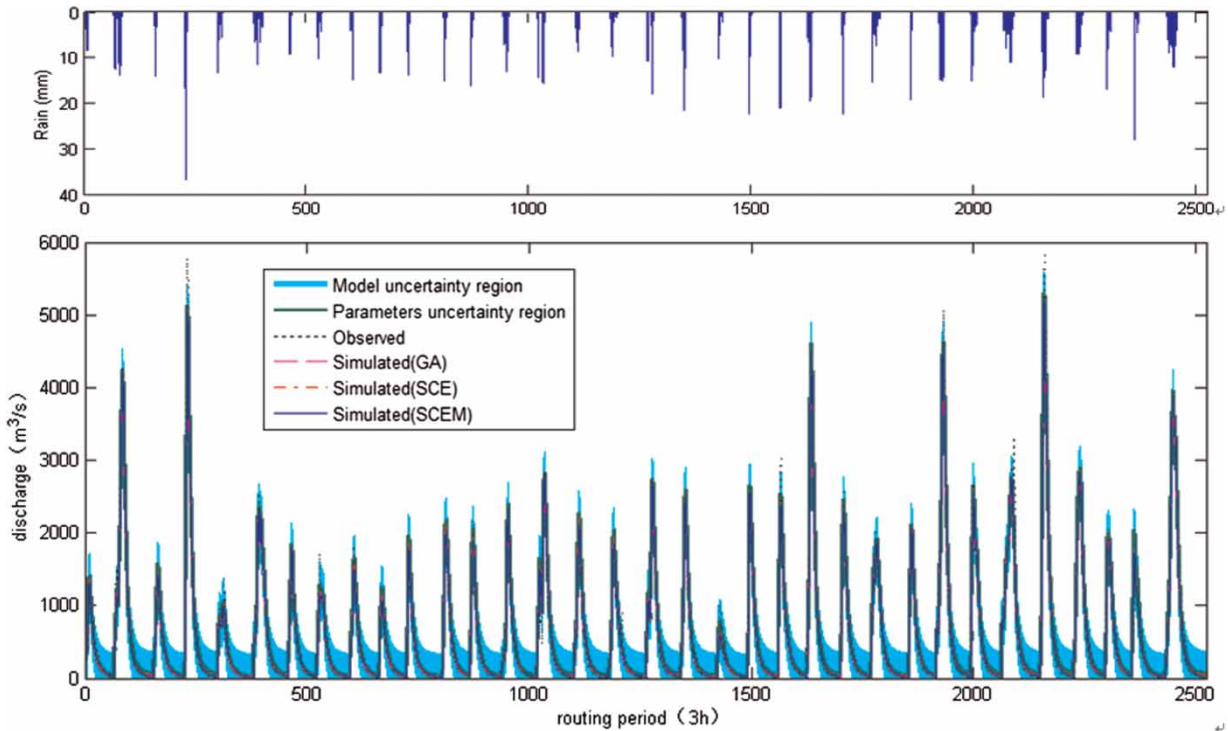 0
10
20
30
40
Rain (mm)
0 500 1000 1500 2000 2500
6000
5000
4000
3000
2000
1000
0
discharge (m³/s)
Model uncertainty region
Parameters uncertainty region
Observed
Simulated(GA)
Simulated(SCE)
Simulated(SCEM)
0 500 1000 1500 2000 2500
routing period (3h)